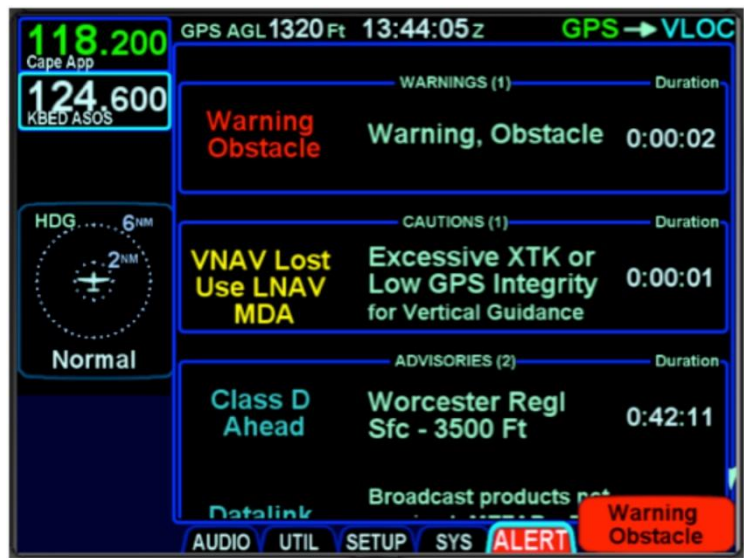 118.200
Cape App
124.600
KBED ASOS
HDG
6NM
2NM
Normal
GPS AGL 1320 Ft 13:44:05Z GPS → VLOC
WARNINGS (1) Duration
Warning
Obstacle
Warning, Obstacle
0:00:02
CAUTIONS (1) Duration
VNAV Lost
Use LNAV
MDA
Excessive XTK or
Low GPS Integrity
for Vertical Guidance
0:00:01
ADVISORIES (2) Duration
Class D
Ahead
Worcester Regl
Sfc - 3500 Ft
0:42:11
Datalink
Broadcast products not
AUDIO UTIL SETUP SYS ALERT
Warning
Obstacle